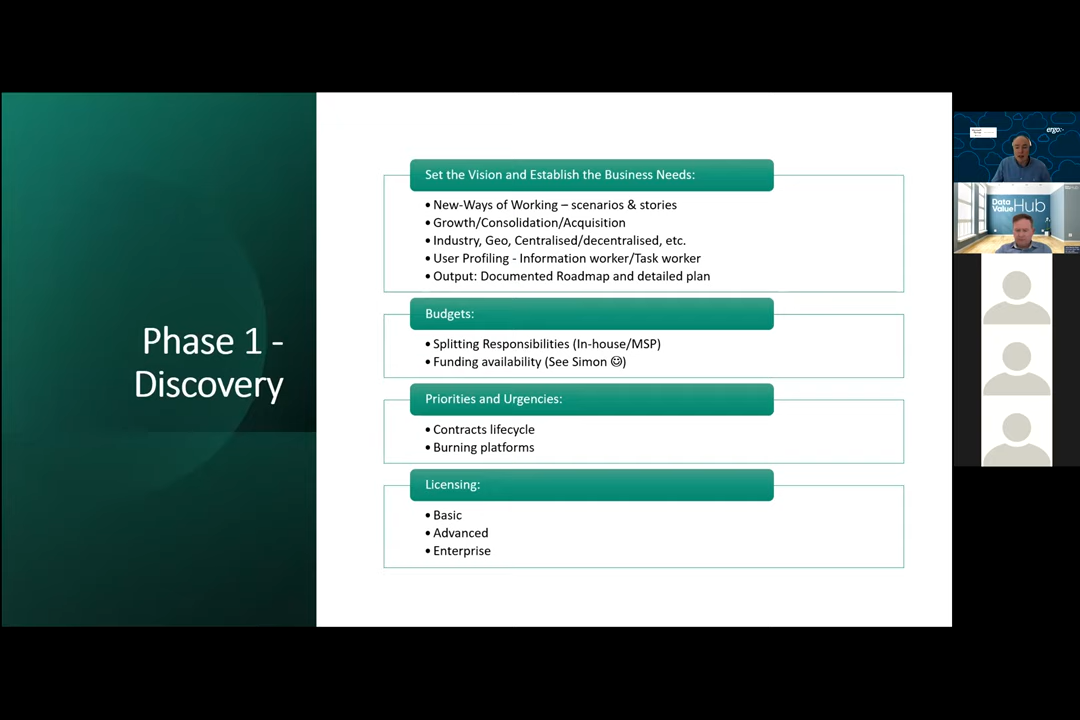 Phase 1 -
Discovery
Set the Vision and Establish the Business Needs:
• New-Ways of Working – scenarios & stories
• Growth/Consolidation/Acquisition
• Industry, Geo, Centralised/decentralised, etc.
• User Profiling - Information worker/Task worker
• Output: Documented Roadmap and detailed plan
Budgets:
• Splitting Responsibilities (In-house/MSP)
• Funding availability (See Simon ☺)
Priorities and Urgencies:
• Contracts lifecycle
• Burning platforms
Licensing:
• Basic
• Advanced
• Enterprise
ergo
Data
Value Hub